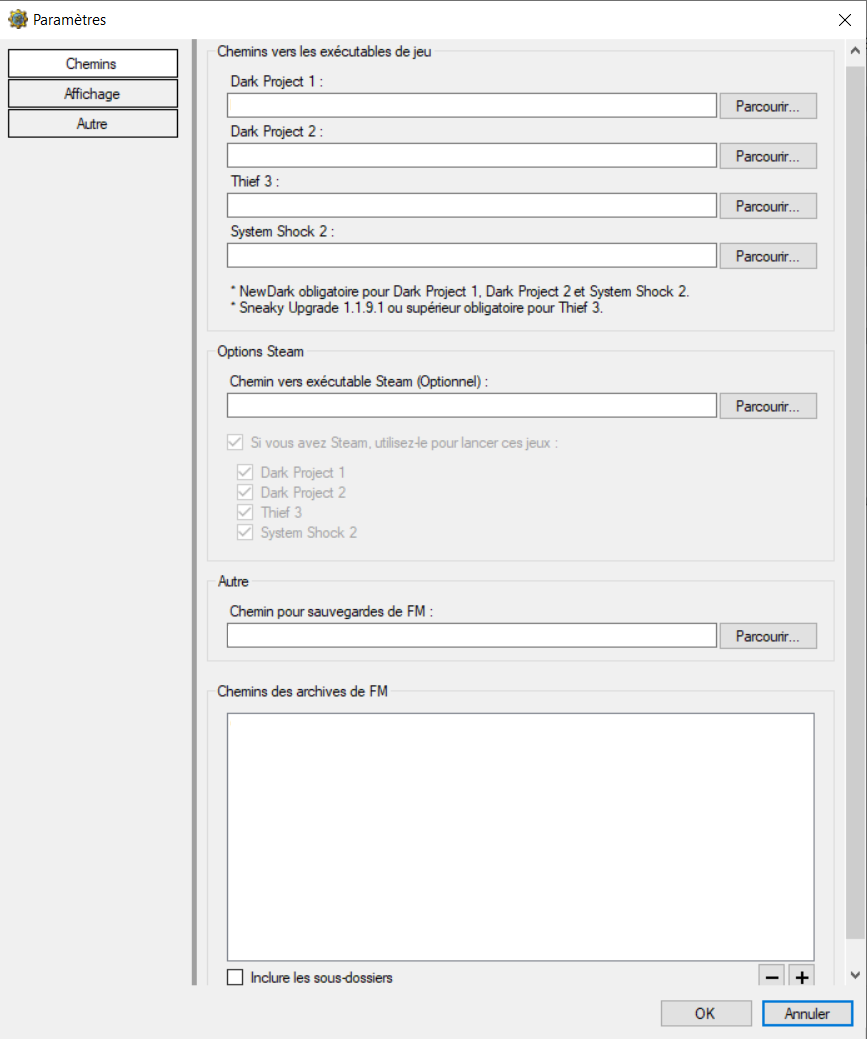 Paramètres
Chemins
Affichage
Autre
Chemins vers les exécutables de jeu
Dark Project 1 :
Parcourir...
Dark Project 2 :
Parcourir...
Thief 3 :
Parcourir...
System Shock 2 :
Parcourir...
* NewDark obligatoire pour Dark Project 1, Dark Project 2 et System Shock 2.
* Sneaky Upgrade 1.1.9.1 ou supérieur obligatoire pour Thief 3.
Options Steam
Chemin vers exécutable Steam (Optionnel) :
Parcourir...
Si vous avez Steam, utilisez-le pour lancer ces jeux :
Dark Project 1
Dark Project 2
Thief 3
System Shock 2
Autre
Chemin pour sauvegardes de FM :
Parcourir...
Chemins des archives de FM
Inclure les sous-dossiers
OK
Annuler